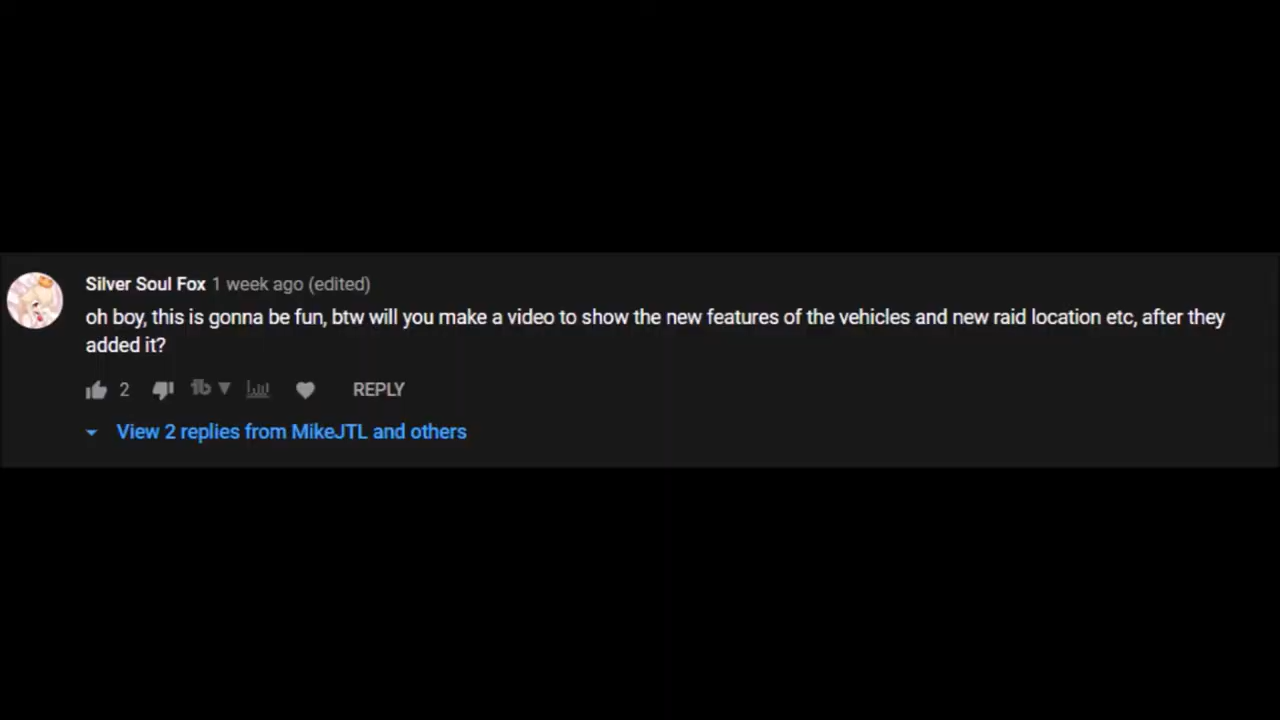 Silver Soul Fox 1 week ago (edited)
oh boy, this is gonna be fun, btw will you make a video to show the new features of the vehicles and new raid location etc, after they
added it?
2 REPLY
View 2 replies from MikeJTL and others